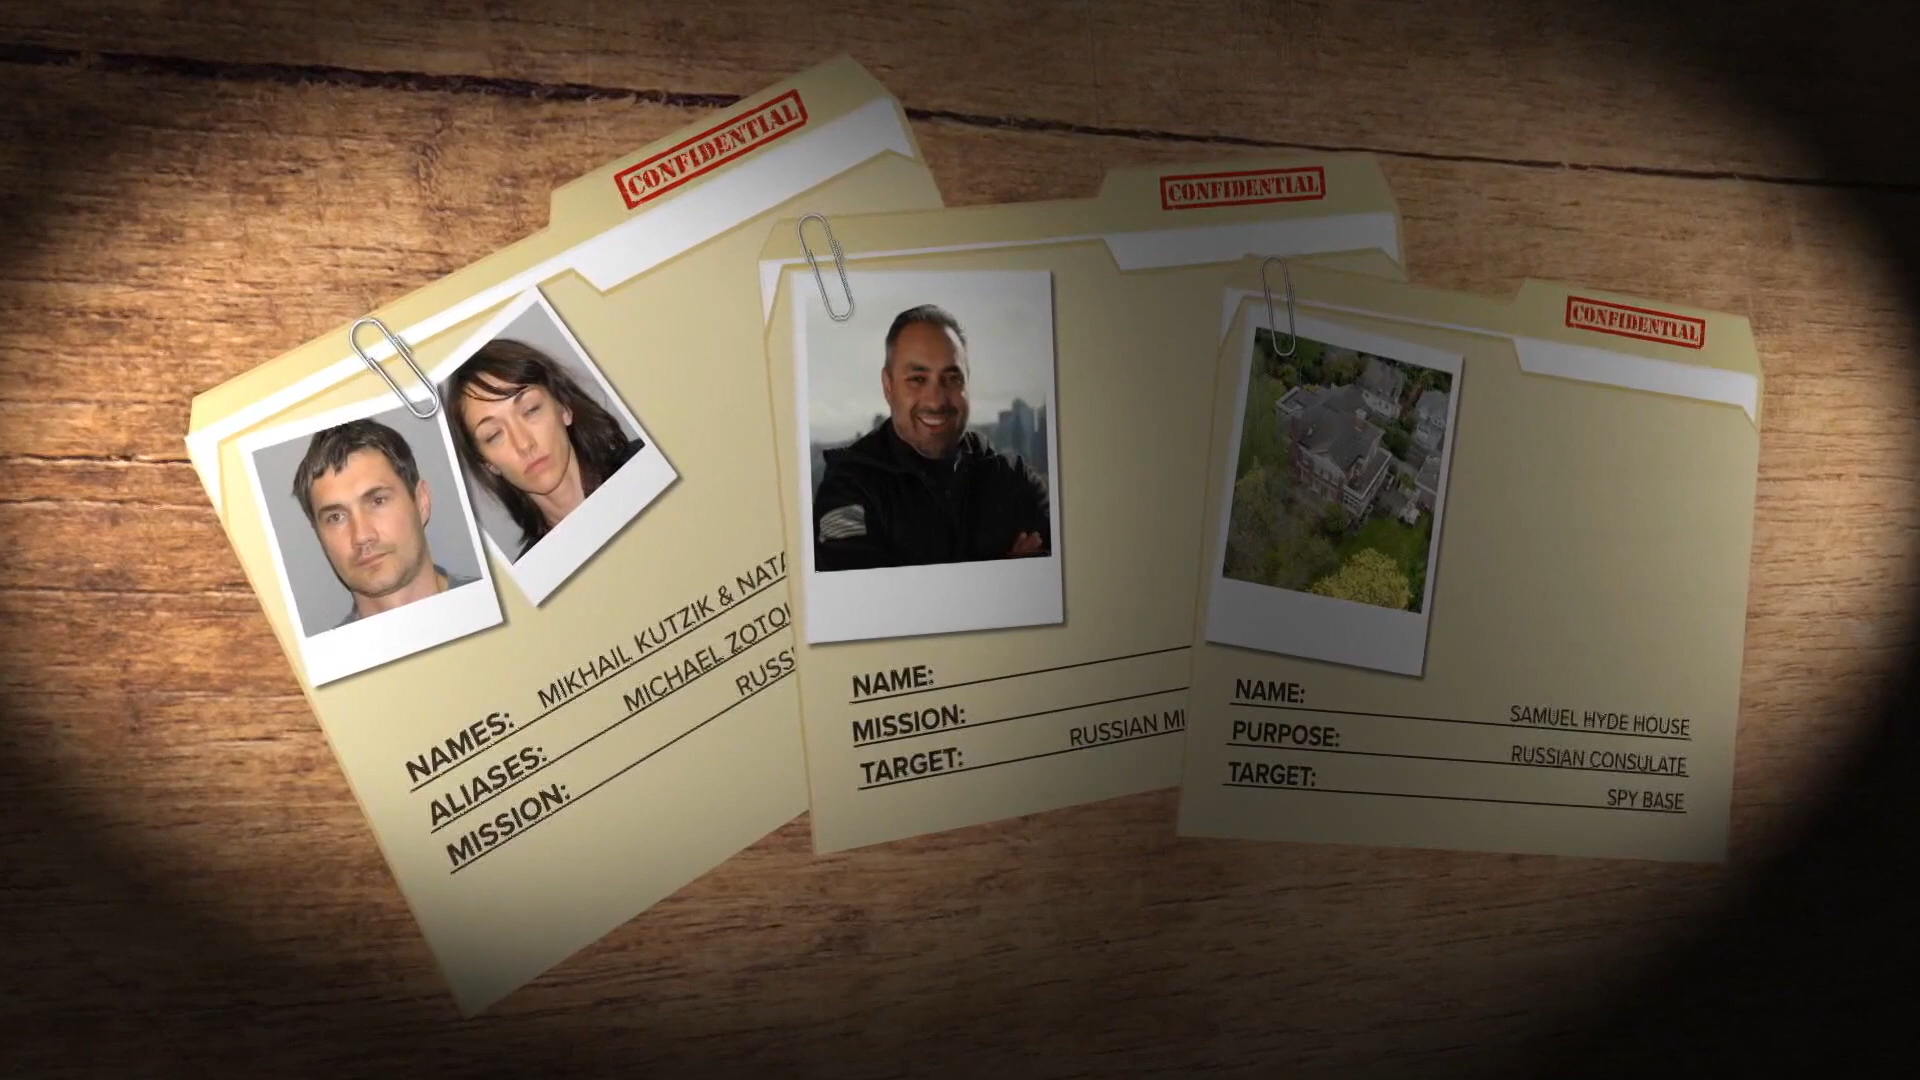 CONFIDENTIAL
NAMES: MIKHAIL KUTZIK & NATA
ALIASES: MICHAEL ZOTO
MISSION: RUSS
CONFIDENTIAL
NAME:
MISSION:
TARGET: RUSSIAN MI
CONFIDENTIAL
NAME: SAMUEL HYDE HOUSE
PURPOSE: RUSSIAN CONSULATE
TARGET: SPY BASE